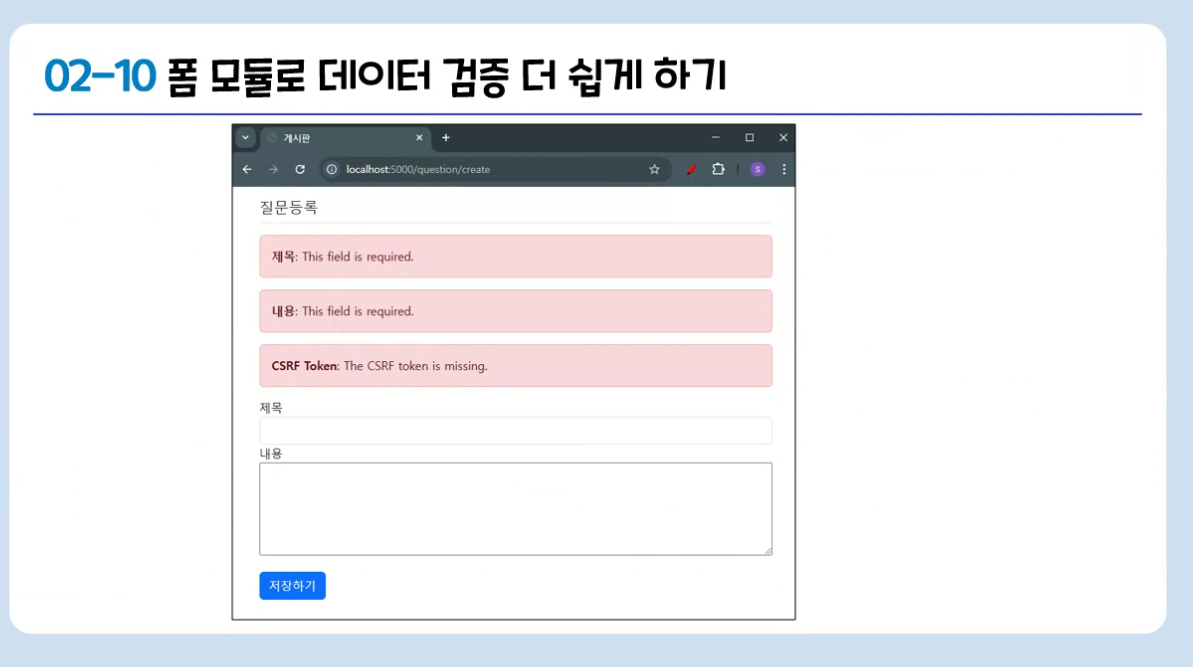 02-10 폼 모듈로 데이터 검증 더 쉽게 하기
게시판
localhost:5000/question/create
S
질문등록
제목: This field is required.
내용: This field is required.
CSRF Token: The CSRF token is missing.
제목
내용
저장하기